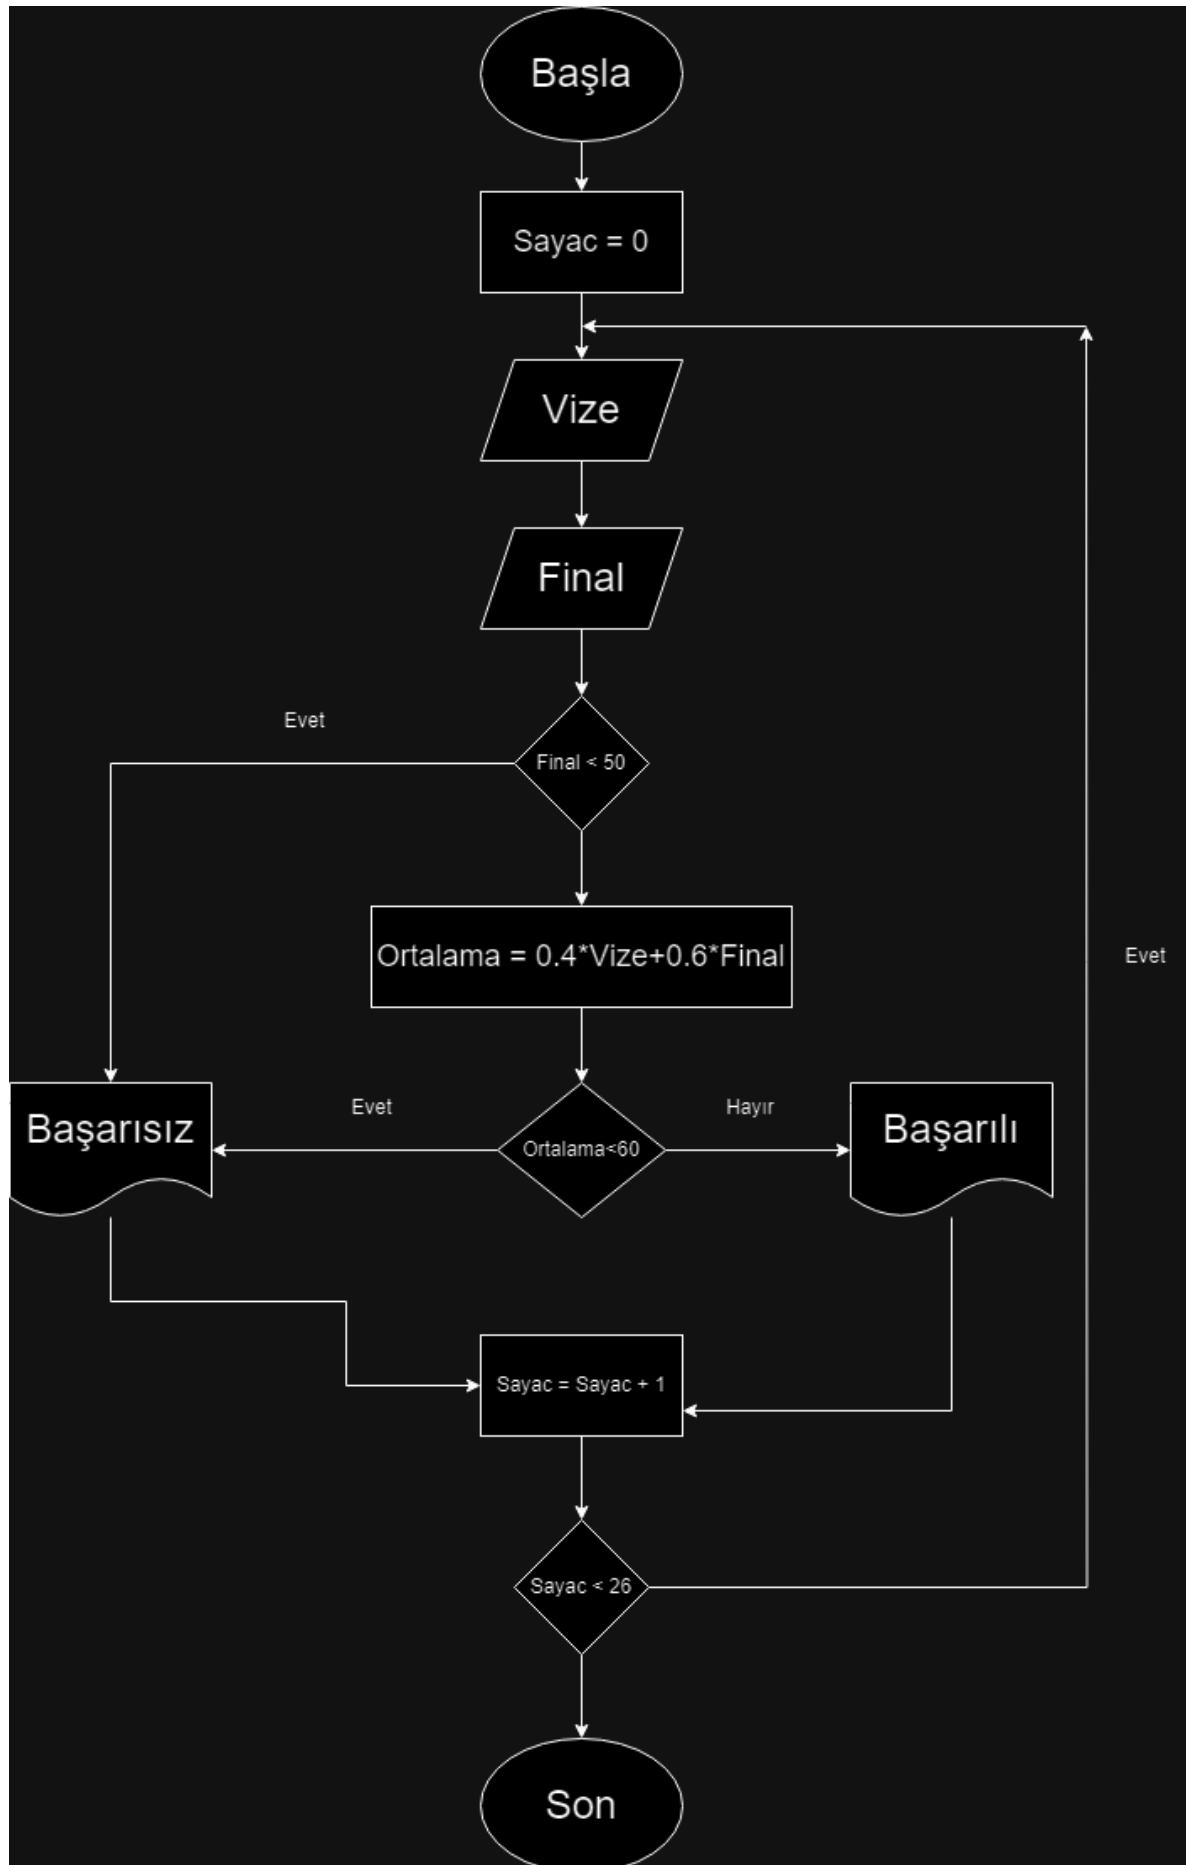 Başla
Sayac = 0
Vize
Final
Evet
Final < 50
Ortalama = 0.4*Vize+0.6*Final
Evet
Başarısız
Evet
Ortalama<60
Hayır
Başarılı
Sayac = Sayac + 1
Sayac < 26
Son